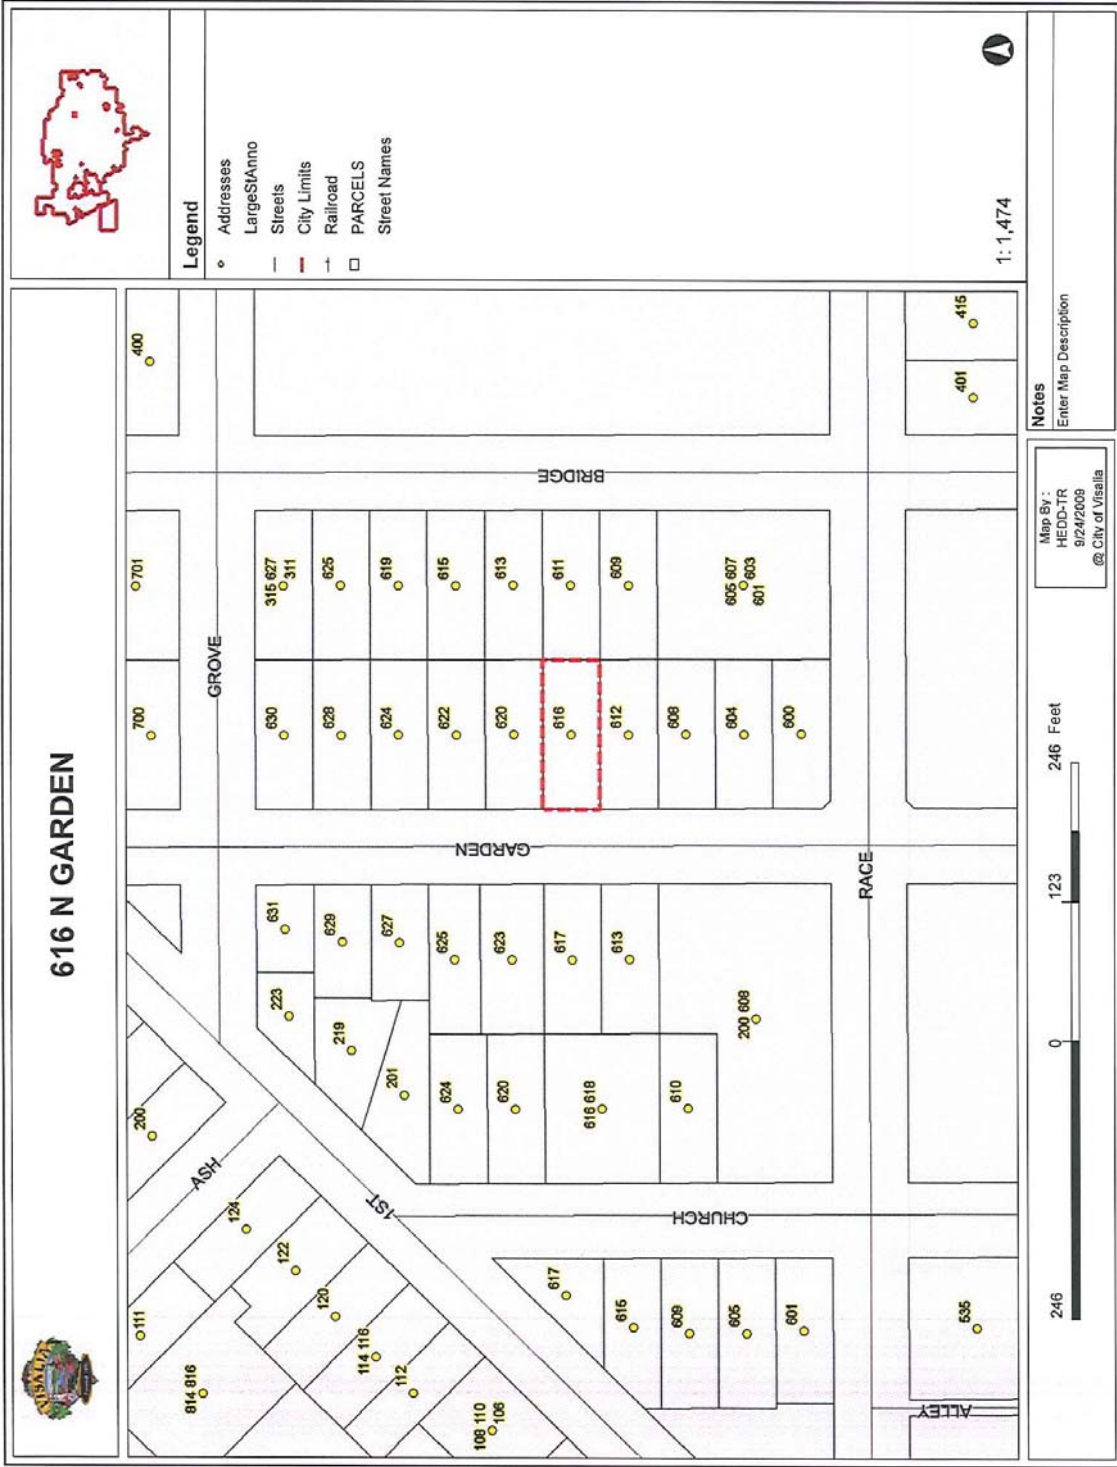 616 N GARDEN
VISALIA
Legend
Addresses
LargeStAnno
Streets
City Limits
Railroad
PARCELS
Street Names
1: 1,474
Notes
Enter Map Description
Map By :
HEDD-TR
9/24/2009
@ City of Visalia
246
0
123
246 Feet
111
200
700
701
400
814 816
124
ASH
GROVE
122
223
631
630
315 627
311
120
219
629
628
625
114 116
201
627
624
619
112
1ST
624
625
622
615
108 110
106
GARDEN
BRIDGE
620
623
620
613
617
616 618
617
616
611
615
613
612
609
609
610
608
605
CHURCH
200 608
604
605 607
603
601
601
600
RACE
535
ALLEY
401
415